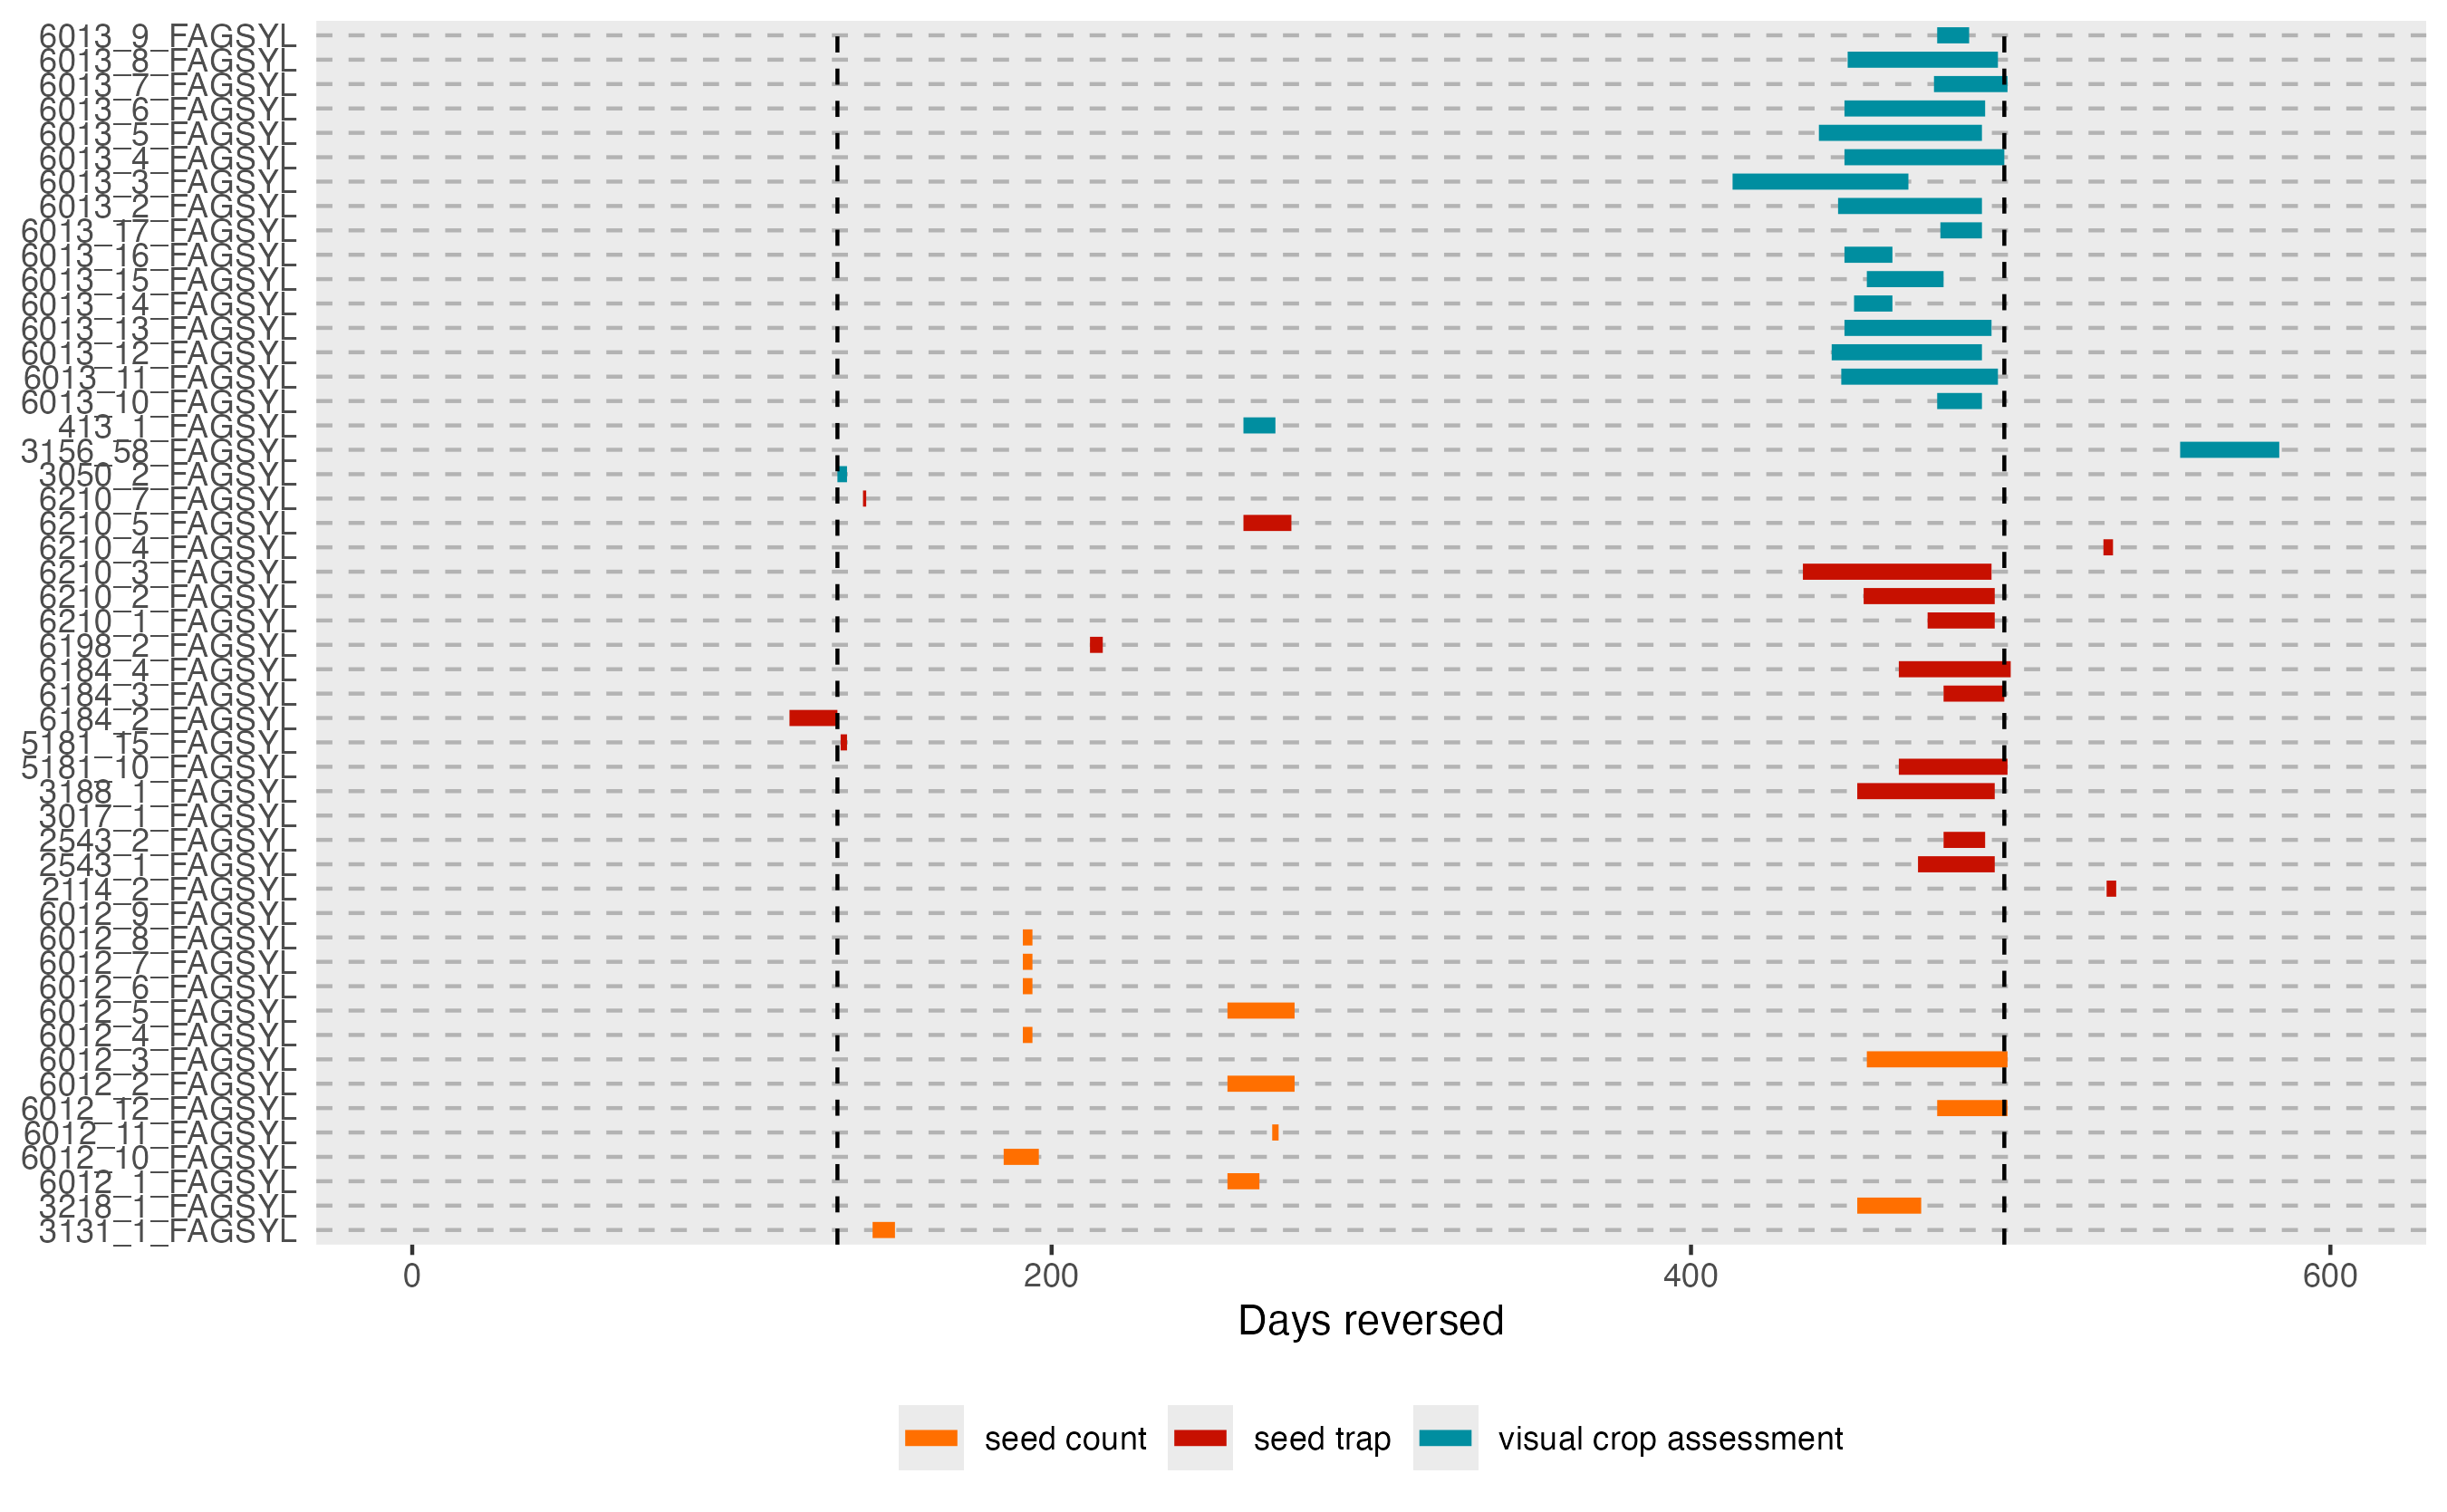 6013_9_FAGSYL
6013_8_FAGSYL
6013_7_FAGSYL
6013_6_FAGSYL
6013_5_FAGSYL
6013_4_FAGSYL
6013_3_FAGSYL
6013_2_FAGSYL
6013_17_FAGSYL
6013_16_FAGSYL
6013_15_FAGSYL
6013_14_FAGSYL
6013_13_FAGSYL
6013_12_FAGSYL
6013_11_FAGSYL
6013_10_FAGSYL
413_1_FAGSYL
3156_58_FAGSYL
3050_2_FAGSYL
6210_7_FAGSYL
6210_5_FAGSYL
6210_4_FAGSYL
6210_3_FAGSYL
6210_2_FAGSYL
6210_1_FAGSYL
6198_2_FAGSYL
6184_4_FAGSYL
6184_3_FAGSYL
6184_2_FAGSYL
5181_15_FAGSYL
5181_10_FAGSYL
3188_1_FAGSYL
3017_1_FAGSYL
2543_2_FAGSYL
2543_1_FAGSYL
2114_2_FAGSYL
6012_9_FAGSYL
6012_8_FAGSYL
6012_7_FAGSYL
6012_6_FAGSYL
6012_5_FAGSYL
6012_4_FAGSYL
6012_3_FAGSYL
6012_2_FAGSYL
6012_12_FAGSYL
6012_11_FAGSYL
6012_10_FAGSYL
6012_1_FAGSYL
3218_1_FAGSYL
3131_1_FAGSYL
0 200 400 600
Days reversed
seed count seed trap visual crop assessment